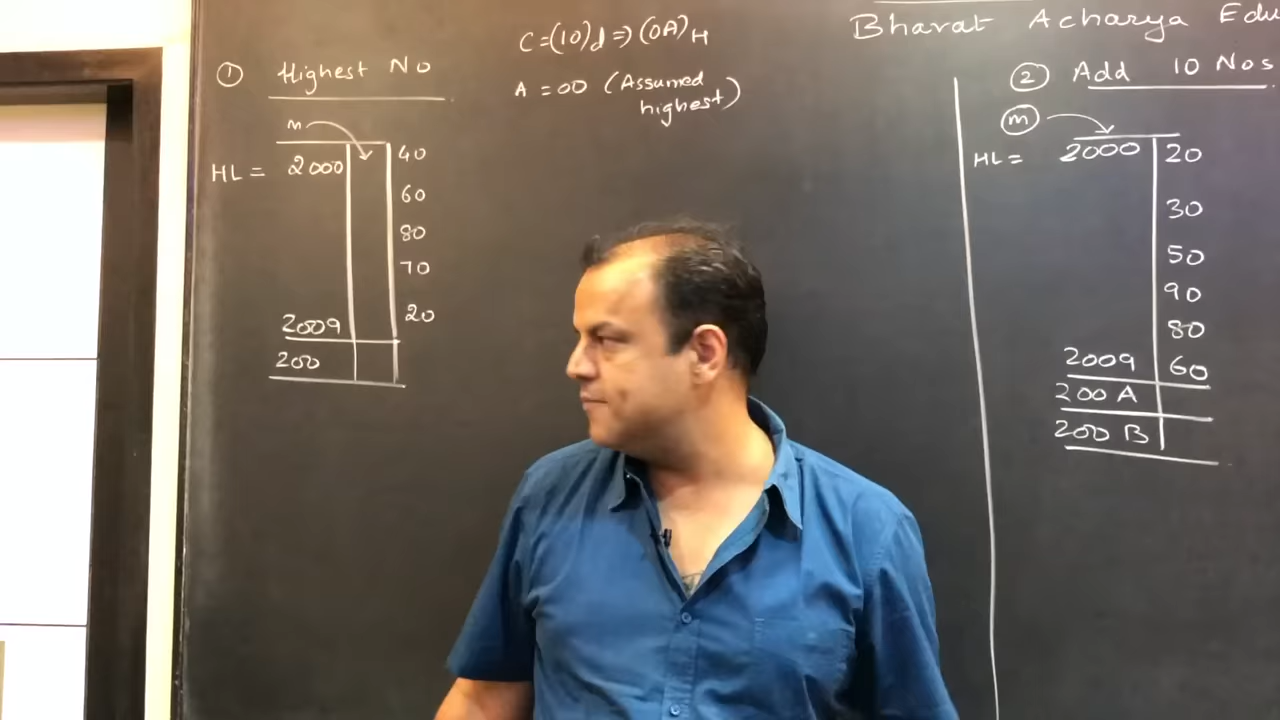 Bharat Acharya Edu
① Highest No
C=(10)d⇒(0A)H
A = 00 (Assumed
highest)
m
HL = 2000 40
60
80
70
20
2009
200
② Add 10 Nos
m
HL = 2000 20
30
50
90
80
2009 60
200A
200B